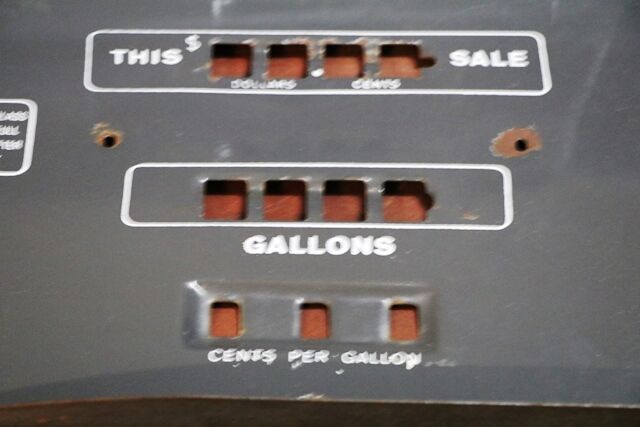 THIS $ SALE
DOLLARS CENTS
GALLONS
CENTS PER GALLON